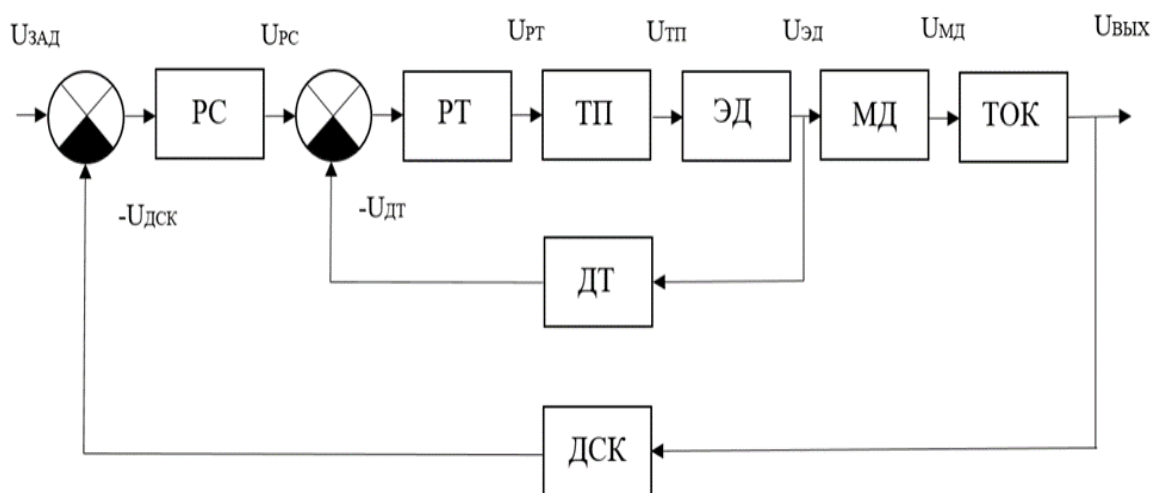 UЗАД
UРС
UРТ
UТП
UЭД
UМД
UВЫХ
РС
РТ
ТП
ЭД
МД
ТОК
-UДСК
-UДТ
ДТ
ДСК